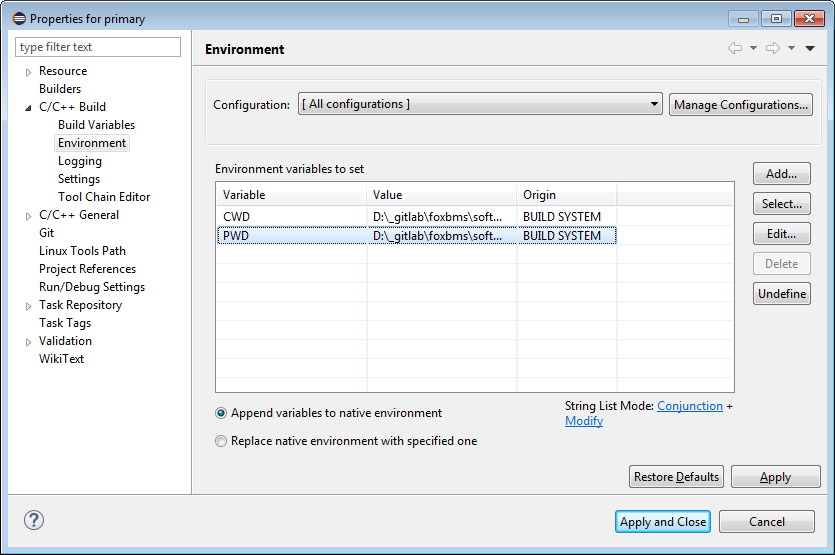 Properties for primary
type filter text
Resource
Builders
C/C++ Build
Build Variables
Environment
Logging
Settings
Tool Chain Editor
C/C++ General
Git
Linux Tools Path
Project References
Run/Debug Settings
Task Repository
Task Tags
Validation
WikiText
Environment
Configuration: [ All configurations ] Manage Configurations...
Environment variables to set
Variable Value Origin
CWD D:\_gitlab\foxbms\soft... BUILD SYSTEM
PWD D:\_gitlab\foxbms\soft... BUILD SYSTEM
Add...
Select...
Edit...
Delete
Undefine
Append variables to native environment
Replace native environment with specified one
String List Mode: Conjunction +
Modify
Restore Defaults Apply
? Apply and Close Cancel